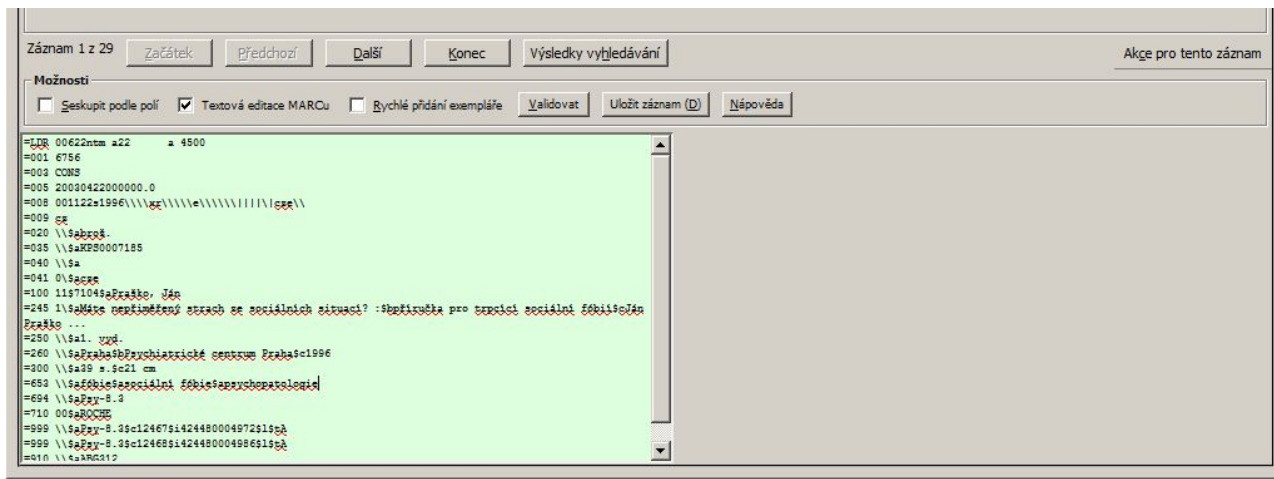 Záznam 1 z 29 Začátek Předchozí Další Konec Výsledky vyhledávání Akce pro tento záznam
Možnosti
Seskupit podle polí Textová editace MARCu Rychlé přidání exempláře Validovat Uložit záznam (D) Nápověda
=LDR 00622ntm a22      a 4500
=001 6756
=003 CONS
=005 20030422000000.0
=008 001122s1996\\\\xr\\\\\e\\\\\\||||\|cze\\
=009 cz
=020 \\$abrož.
=035 \\$aKPS0007185
=040 \\$a
=041 0\$acze
=100 11$7104$aPraško, Ján
=245 1\$aMáte nepřiměřený strach ze sociálních situací? :$bpříručka pro trpcící sociální fóbií$cJán
Praško ...
=250 \\$a1. vyd.
=260 \\$aPraha$bPsychiatrické centrum Praha$c1996
=300 \\$a39 s.$c21 cm
=653 \\$afóbie$asociální fóbie$apsychopatologie
=694 \\$aPsy-8.3
=710 00$aROCHE
=999 \\$aPsy-8.3$c12467$i424480004972$l$tA
=999 \\$aPsy-8.3$c12468$i424480004986$l$tA
=910 \\$aABG312